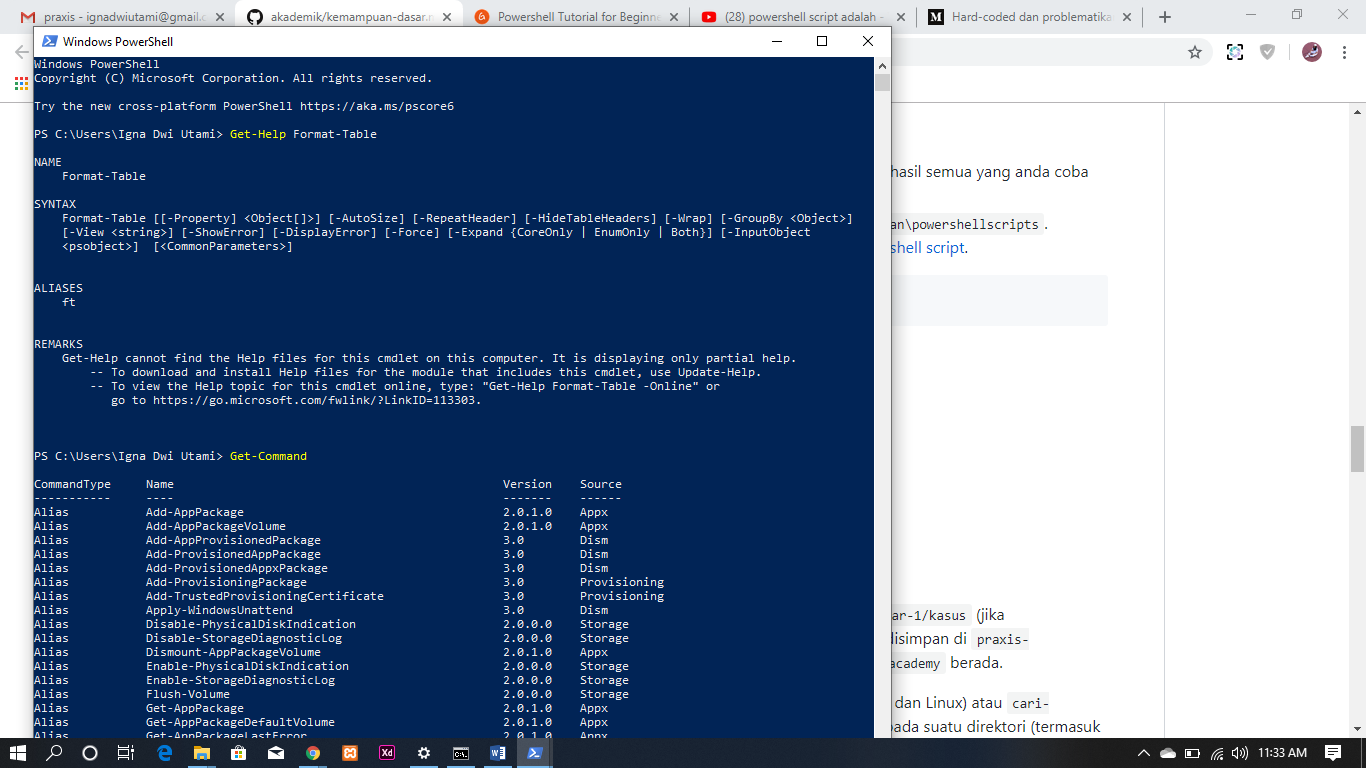 praxis - ignadwiutami@gmail.c
akademik/kemampuan-dasar.r
Powershell Tutorial for Beginne
(28) powershell script adalah -
Hard-coded dan problematika
Windows PowerShell
Windows PowerShell
Copyright (C) Microsoft Corporation. All rights reserved.
Try the new cross-platform PowerShell https://aka.ms/pscore6
PS C:\Users\Igna Dwi Utami> Get-Help Format-Table
NAME
Format-Table
SYNTAX
Format-Table [[-Property] <Object[]>] [-AutoSize] [-RepeatHeader] [-HideTableHeaders] [-Wrap] [-GroupBy <Object>]
[-View <string>] [-ShowError] [-DisplayError] [-Force] [-Expand {CoreOnly | EnumOnly | Both}] [-InputObject
<psobject>]  [<CommonParameters>]
ALIASES
ft
REMARKS
Get-Help cannot find the Help files for this cmdlet on this computer. It is displaying only partial help.
-- To download and install Help files for the module that includes this cmdlet, use Update-Help.
-- To view the Help topic for this cmdlet online, type: "Get-Help Format-Table -Online" or
go to https://go.microsoft.com/fwlink/?LinkID=113303.
PS C:\Users\Igna Dwi Utami> Get-Command
CommandType Name Version Source
----------- ---- ------- ------
Alias Add-AppPackage 2.0.1.0 Appx
Alias Add-AppPackageVolume 2.0.1.0 Appx
Alias Add-AppProvisionedPackage 3.0 Dism
Alias Add-ProvisionedAppPackage 3.0 Dism
Alias Add-ProvisionedAppxPackage 3.0 Dism
Alias Add-ProvisioningPackage 3.0 Provisioning
Alias Add-TrustedProvisioningCertificate 3.0 Provisioning
Alias Apply-WindowsUnattend 3.0 Dism
Alias Disable-PhysicalDiskIndication 2.0.0.0 Storage
Alias Disable-StorageDiagnosticLog 2.0.0.0 Storage
Alias Dismount-AppPackageVolume 2.0.1.0 Appx
Alias Enable-PhysicalDiskIndication 2.0.0.0 Storage
Alias Enable-StorageDiagnosticLog 2.0.0.0 Storage
Alias Flush-Volume 2.0.0.0 Storage
Alias Get-AppPackage 2.0.1.0 Appx
Alias Get-AppPackageDefaultVolume 2.0.1.0 Appx
Alias Get-AppPackageLastError 2.0.1.0 Appx
hasil semua yang anda coba
an\powershellscripts .
shell script.
ar-1/kasus (jika
disimpan di praxis-
academy berada.
dan Linux) atau cari-
pada suatu direktori (termasuk
Xd
11:33 AM